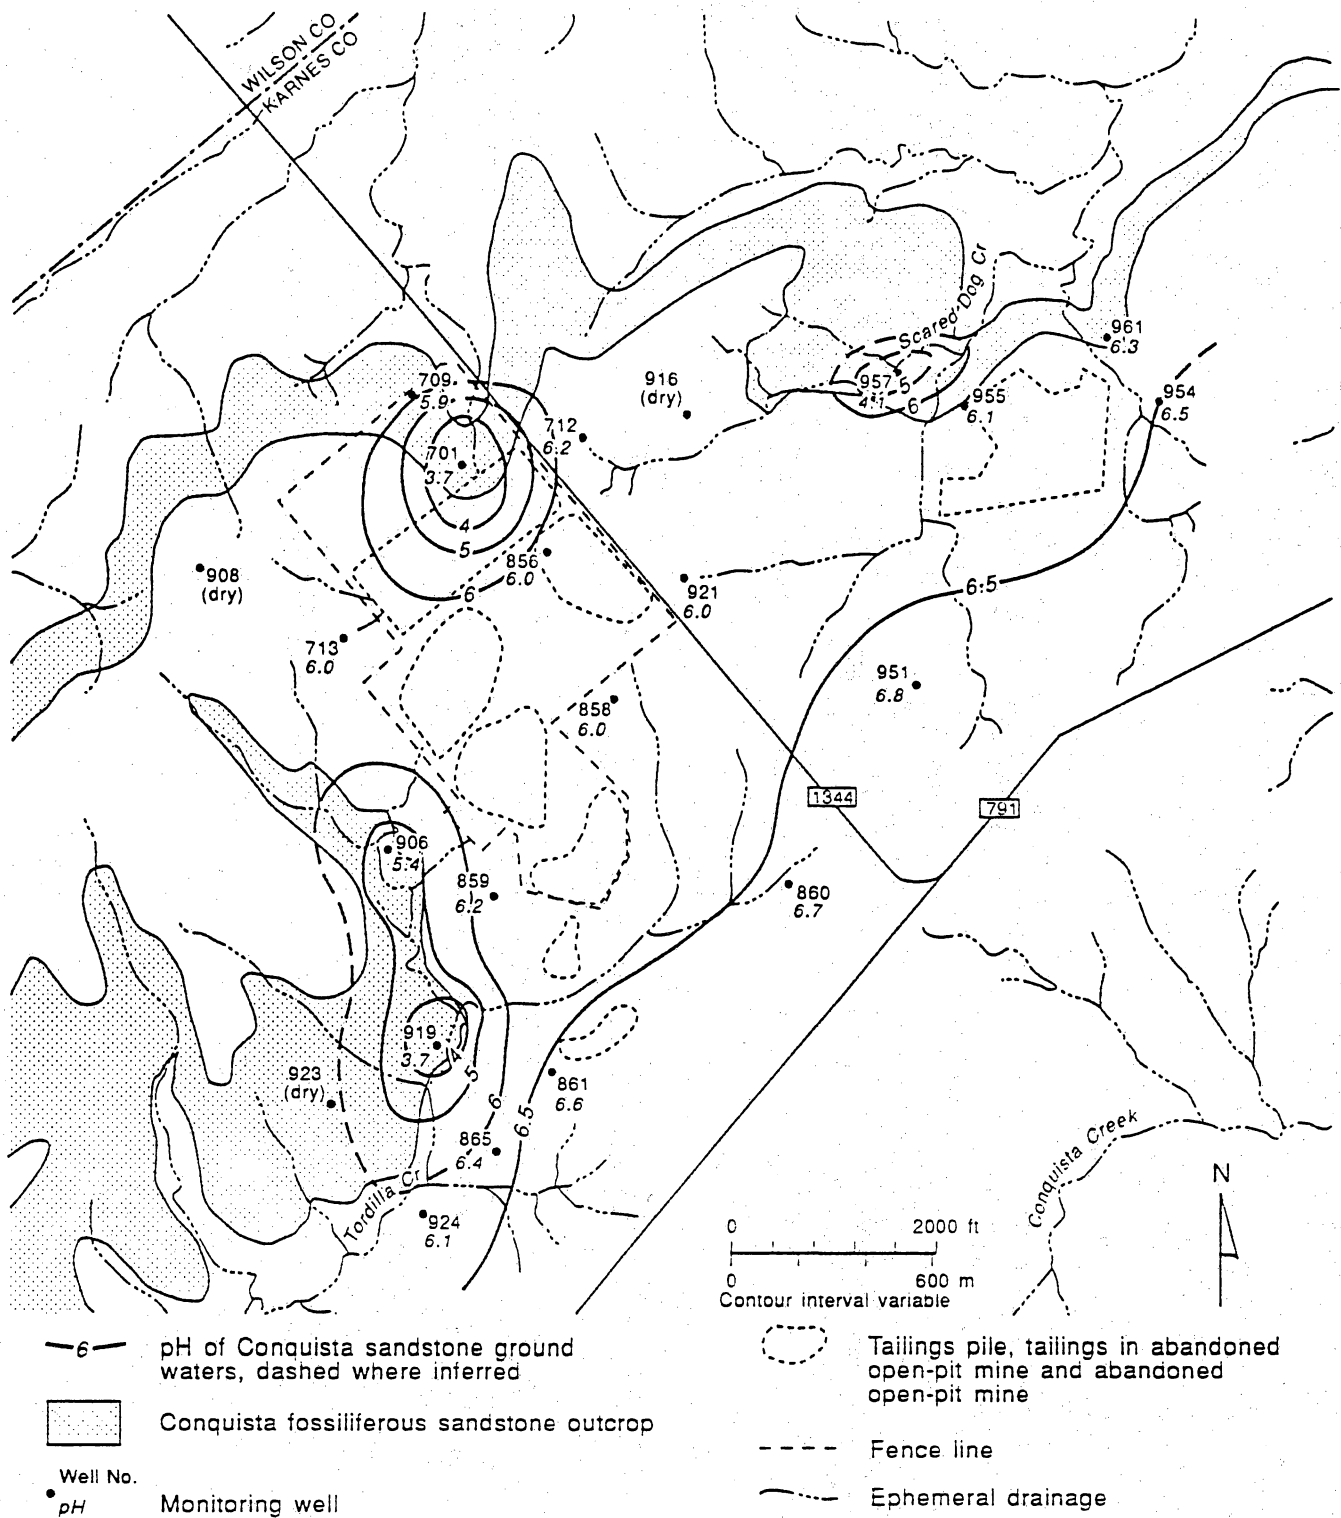 WILSON CO
KARNES CO
Scared Dog Cr
961
6.3
709
5.9
916
(dry)
957
4.1
5
6
955
6.1
954
6.5
712
6.2
701
3.7
4
5
6
856
6.0
908
(dry)
921
6.0
6.5
713
6.0
951
6.8
858
6.0
1344
791
906
5.4
859
6.2
860
6.7
919
3.7
4
5
923
(dry)
861
6.6
6
6.5
865
6.4
Tordilla Cr
924
6.1
Conquista Creek
N
0 2000 ft
0 600 m
Contour interval variable
6 pH of Conquista sandstone ground
waters, dashed where inferred
Conquista fossiliferous sandstone outcrop
Well No.
pH Monitoring well
Tailings pile, tailings in abandoned
open-pit mine and abandoned
open-pit mine
Fence line
Ephemeral drainage